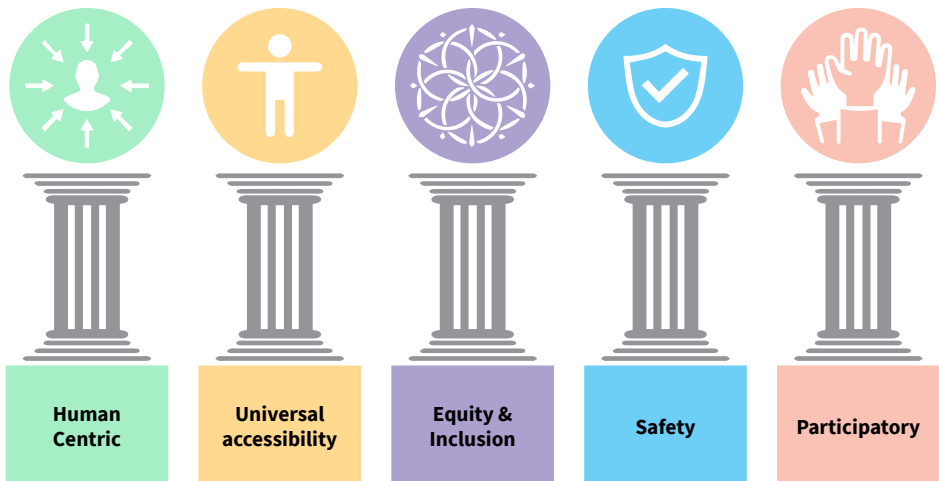 Human
Centric
Universal
accessibility
Equity &
Inclusion
Safety
Participatory